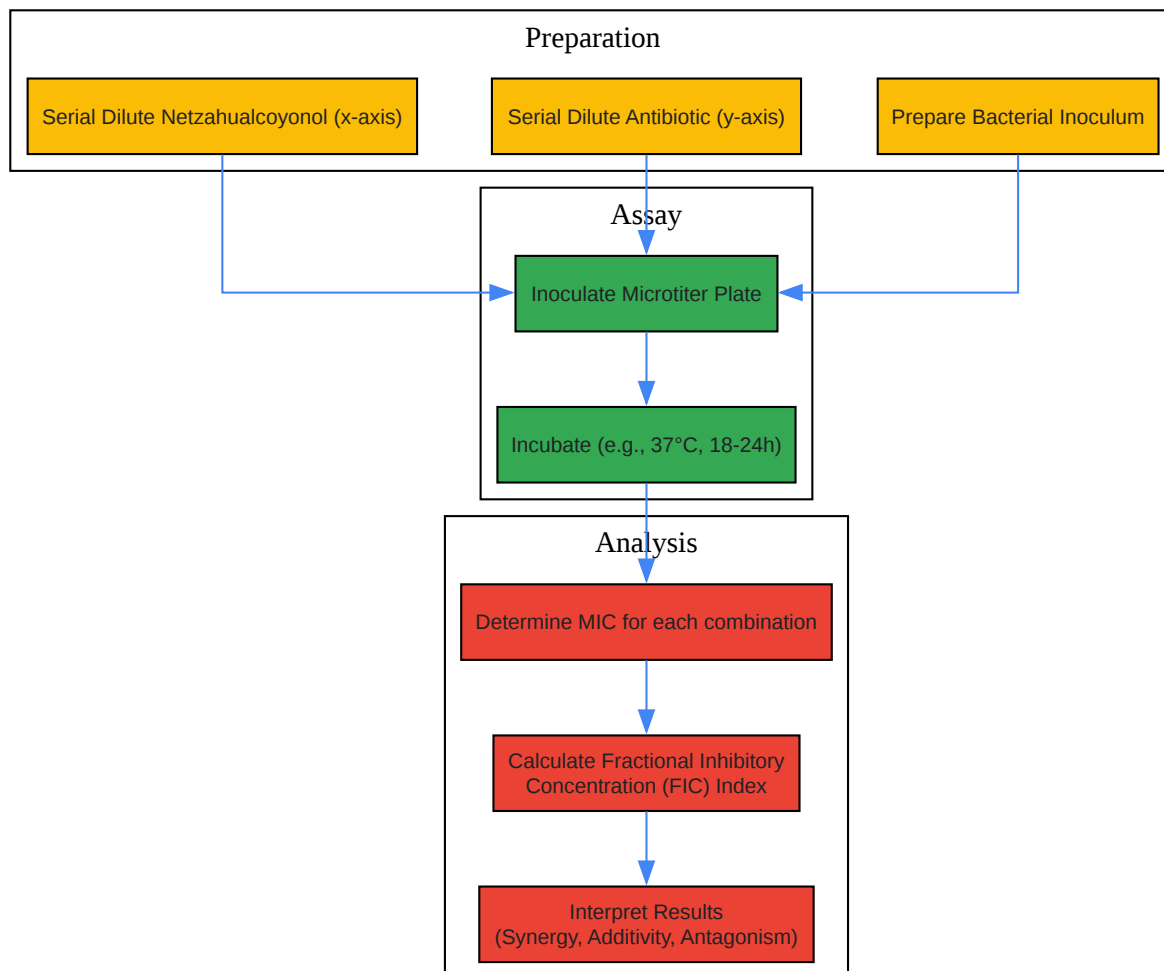 Preparation
Serial Dilute Netzahualcoyonol (x-axis)
Serial Dilute Antibiotic (y-axis)
Prepare Bacterial Inoculum
Assay
Inoculate Microtiter Plate
Incubate (e.g., 37°C, 18-24h)
Analysis
Determine MIC for each combination
Calculate Fractional Inhibitory
Concentration (FIC) Index
Interpret Results
(Synergy, Additivity, Antagonism)